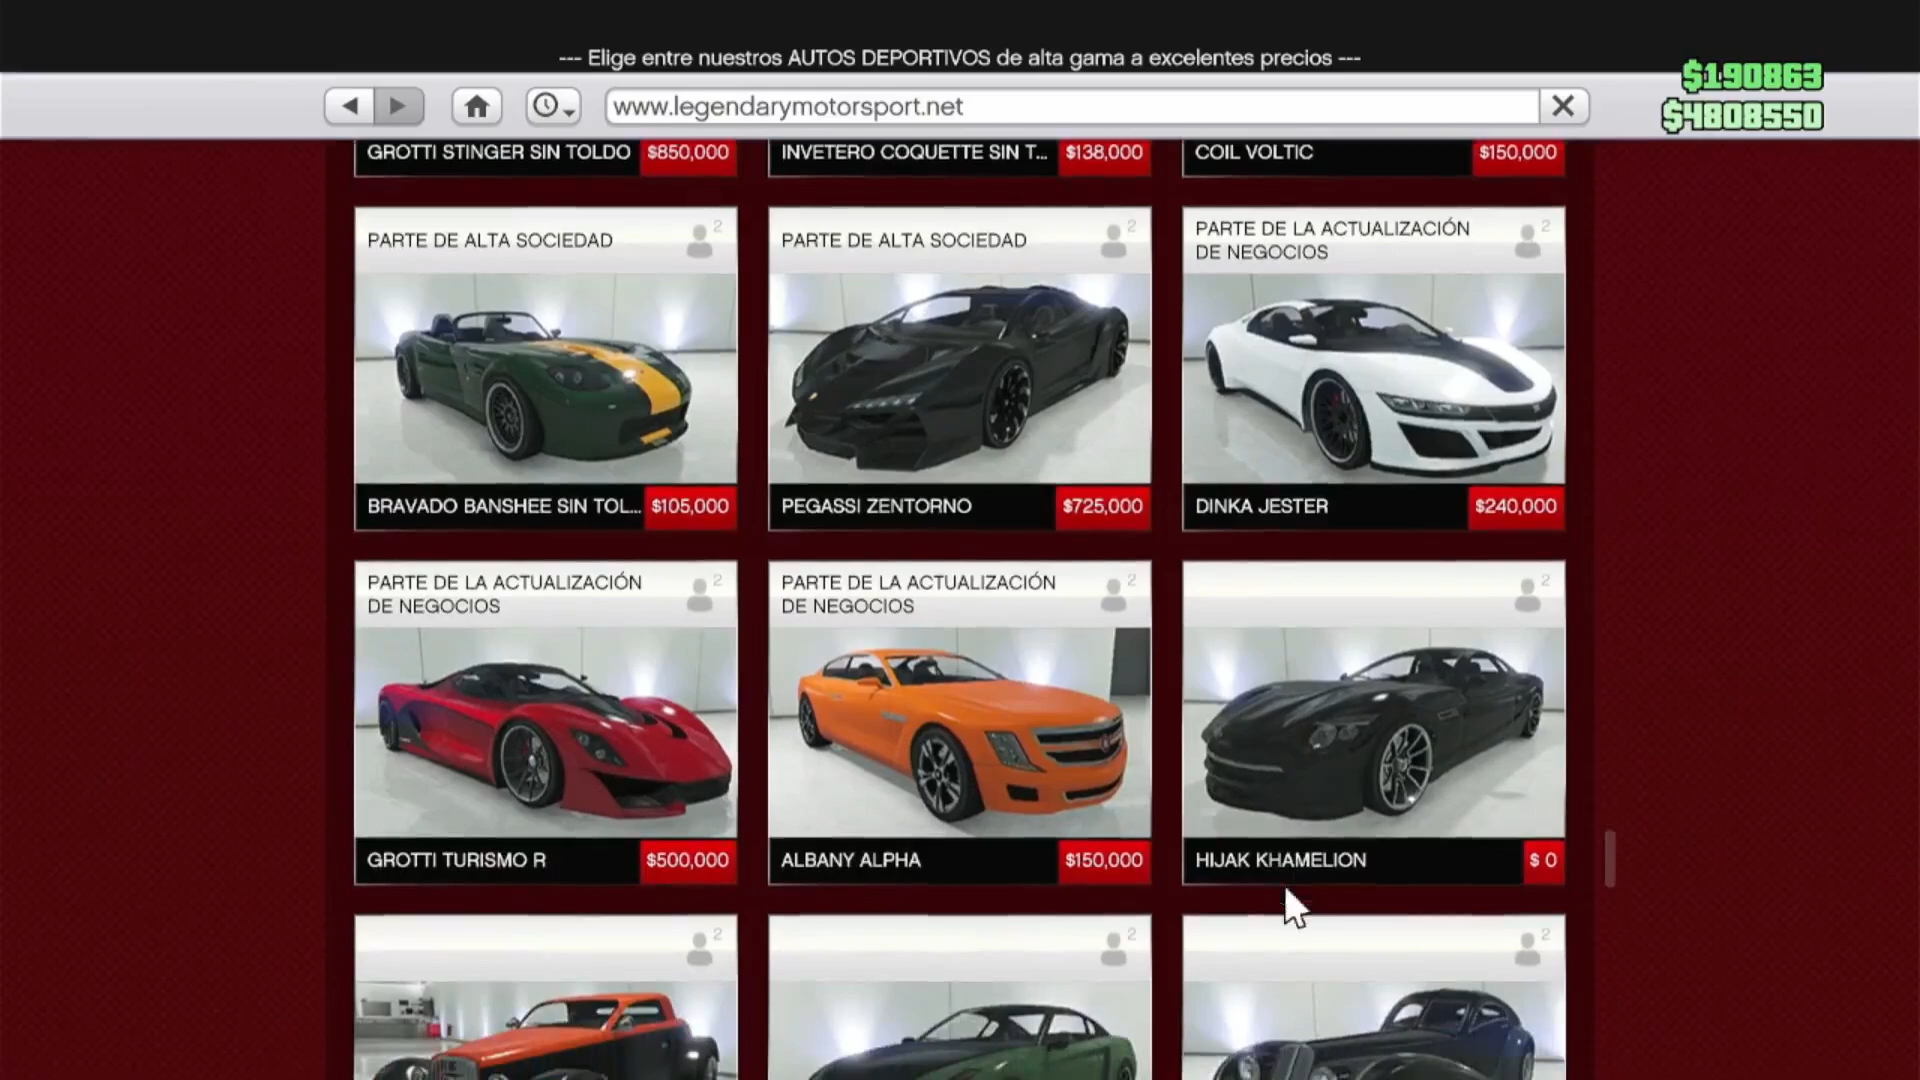 --- Elige entre nuestros AUTOS DEPORTIVOS de alta gama a excelentes precios ---
$190863
www.legendarymotorsport.net
$4808550
GROTTI STINGER SIN TOLDO $850,000
INVETERO COQUETTE SIN T... $138,000
COIL VOLTIC $150,000
PARTE DE ALTA SOCIEDAD 2
PARTE DE ALTA SOCIEDAD 2
PARTE DE LA ACTUALIZACIÓN 2
DE NEGOCIOS
BRAVADO BANSHEE SIN TOL... $105,000
PEGASSI ZENTORNO $725,000
DINKA JESTER $240,000
PARTE DE LA ACTUALIZACIÓN 2
DE NEGOCIOS
PARTE DE LA ACTUALIZACIÓN 2
DE NEGOCIOS
2
GROTTI TURISMO R $500,000
ALBANY ALPHA $150,000
HIJAK KHAMELION $ 0
2
2
2